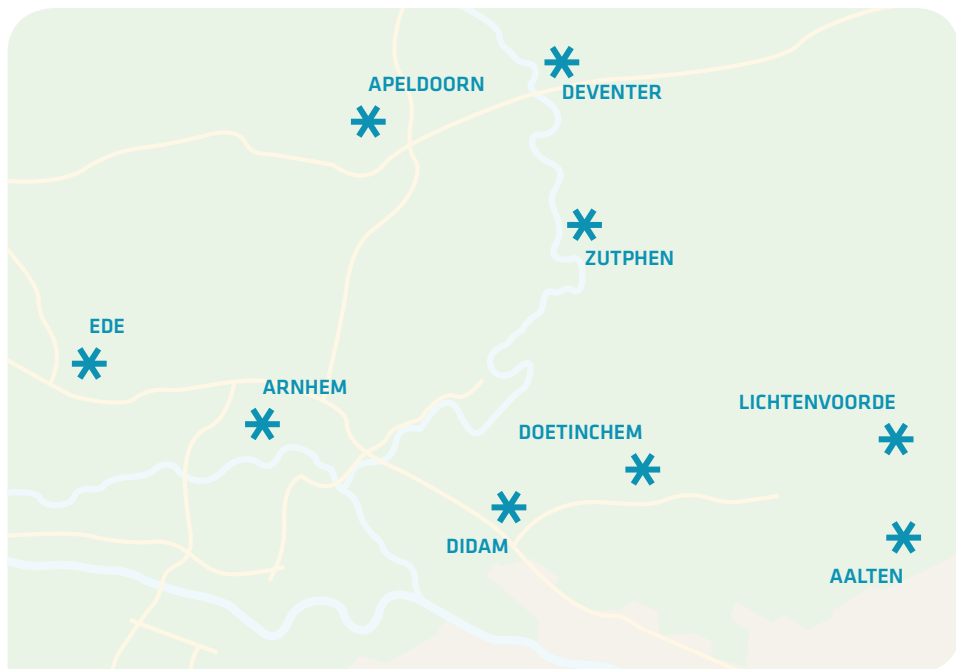 APELDOORN
DEVENTER
ZUTPHEN
EDE
ARNHEM
LICHTENVOORDE
DOETINCHEM
DIDAM
AALTEN